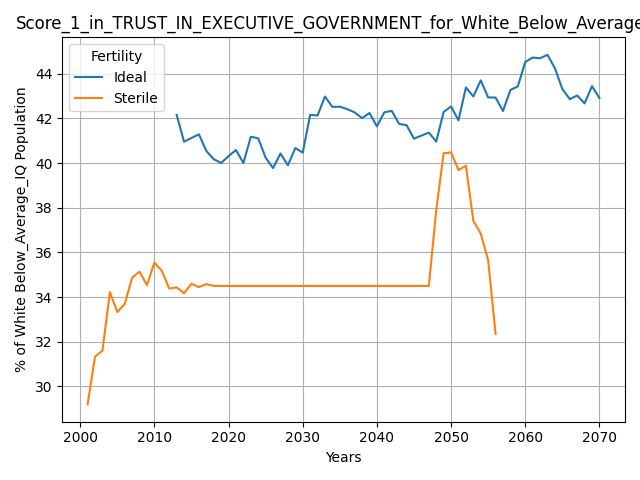 Score_1_in_TRUST_IN_EXECUTIVE_GOVERNMENT_for_White_Below_Average
Fertility
Ideal
Sterile
% of White Below_Average_IQ Population
44
42
40
38
36
34
32
30
2000
2010
2020
2030
2040
2050
2060
2070
Years